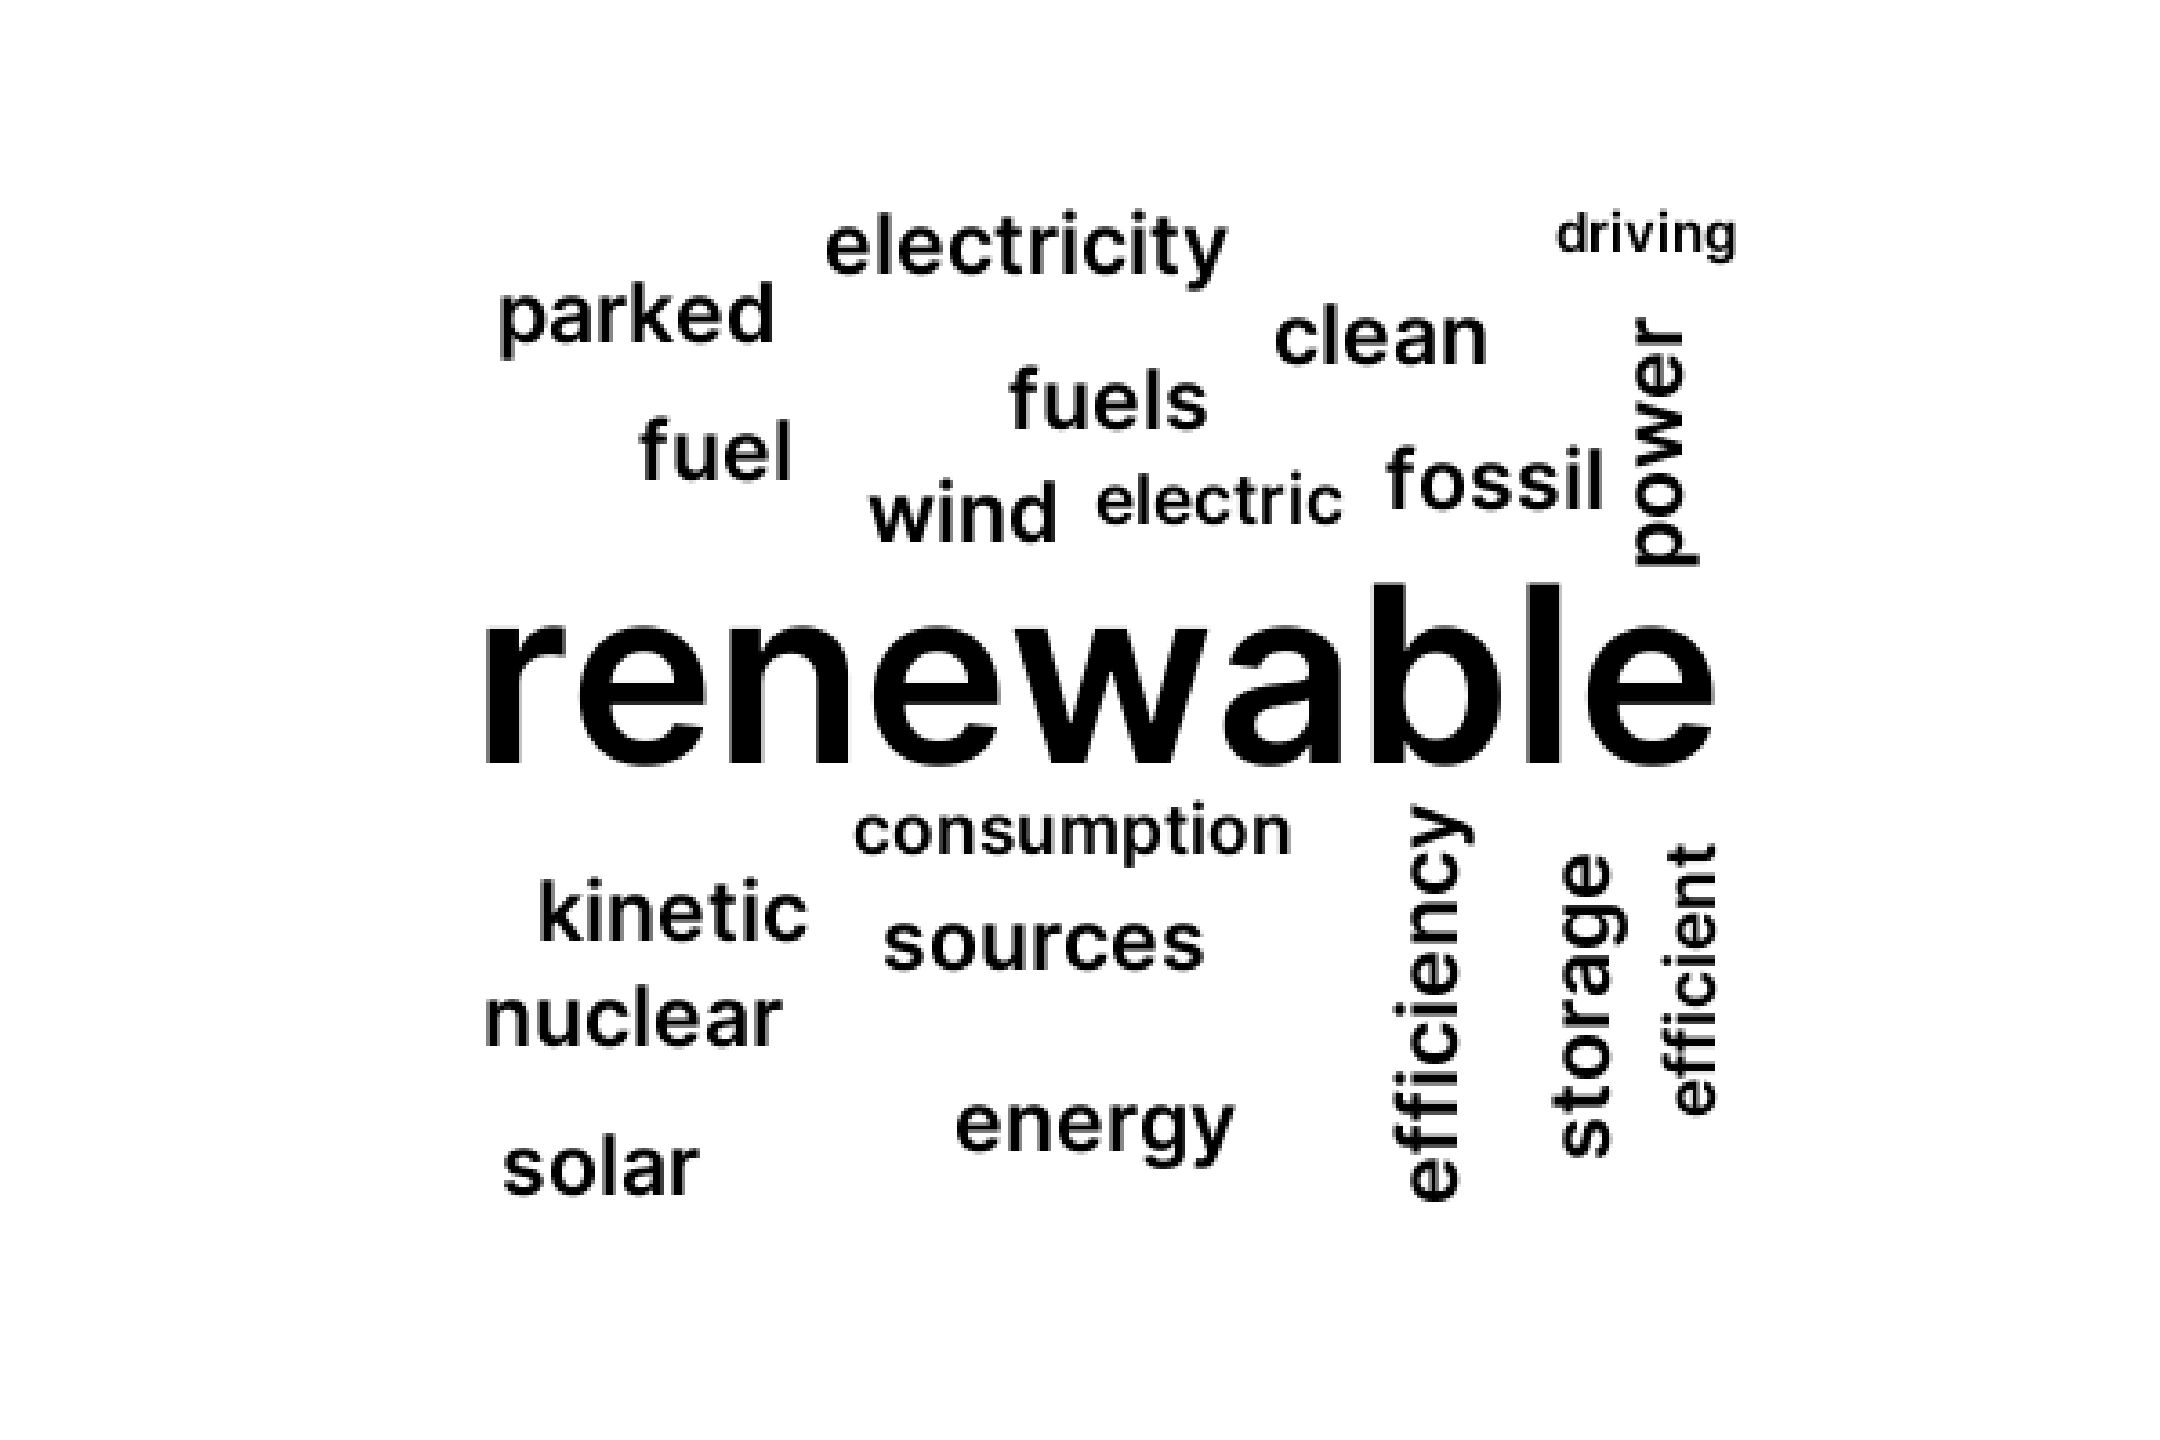 electricity
driving
parked
clean
power
fuels
fuel
fossil
wind
electric
renewable
consumption
efficiency
storage
efficient
kinetic
sources
nuclear
energy
solar